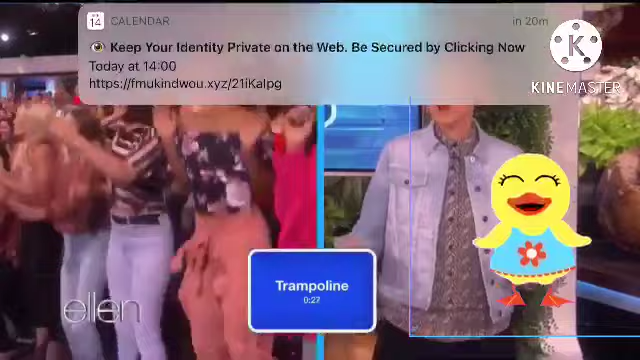 14
CALENDAR
in 20m
Keep Your Identity Private on the Web. Be Secured by Clicking Now
Today at 14:00
https://fmukindwou.xyz/21iKalpg
K
KINEMASTER
Trampoline
0:27
ellen